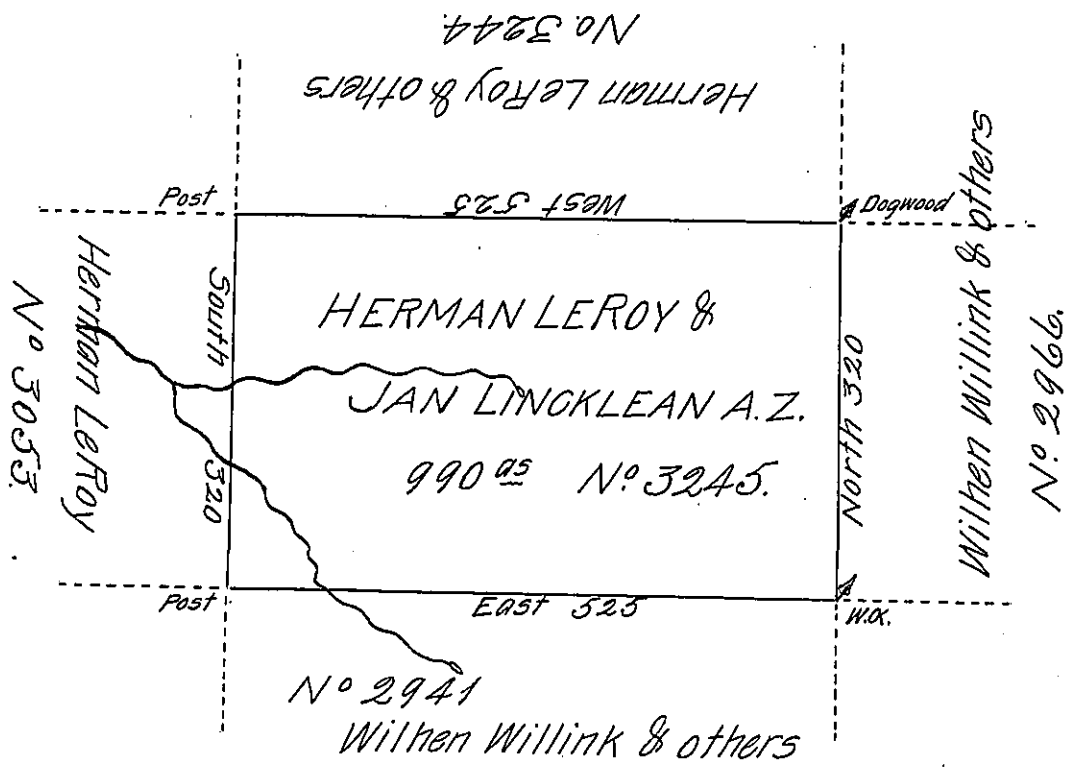 No. 3244
Herman LeRoy & others
Post
West 525
Dogwood
HERMAN LEROY &
JAN LINCKLEAN A.Z.
990 as No. 3245.
South 320
North 320
Herman LeRoy
No 3053.
Wilhen Willink & others
No. 2966.
Post
East 525
W.O.
No 2941
Wilhen Willink & others